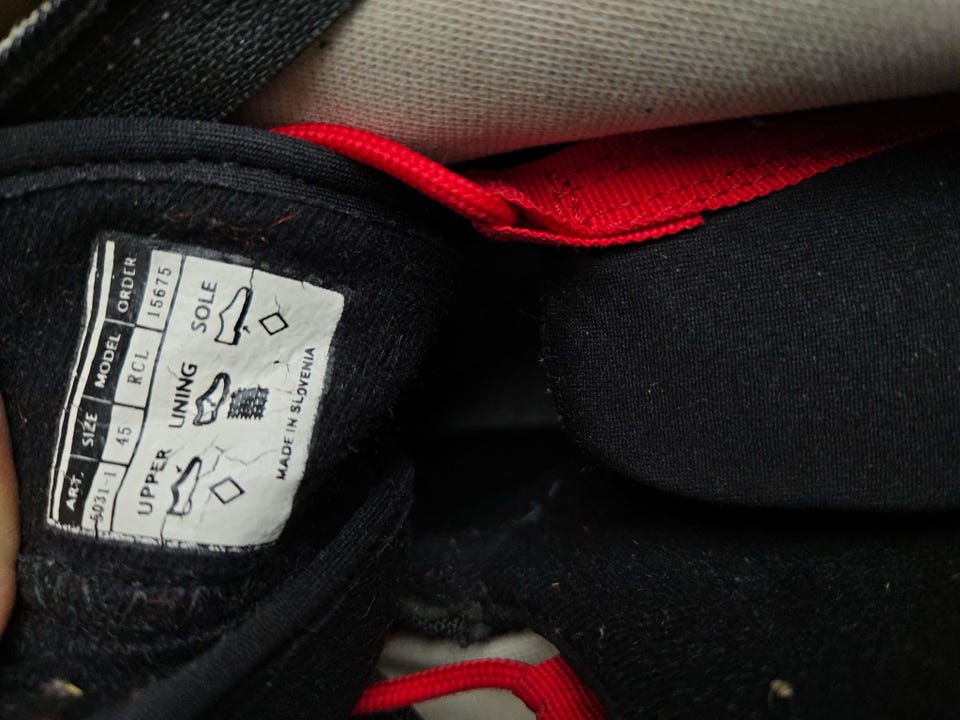 ART. SIZE MODEL ORDER
5031-1 45 RCL 15675
UPPER LINING SOLE
MADE IN SLOVENIA